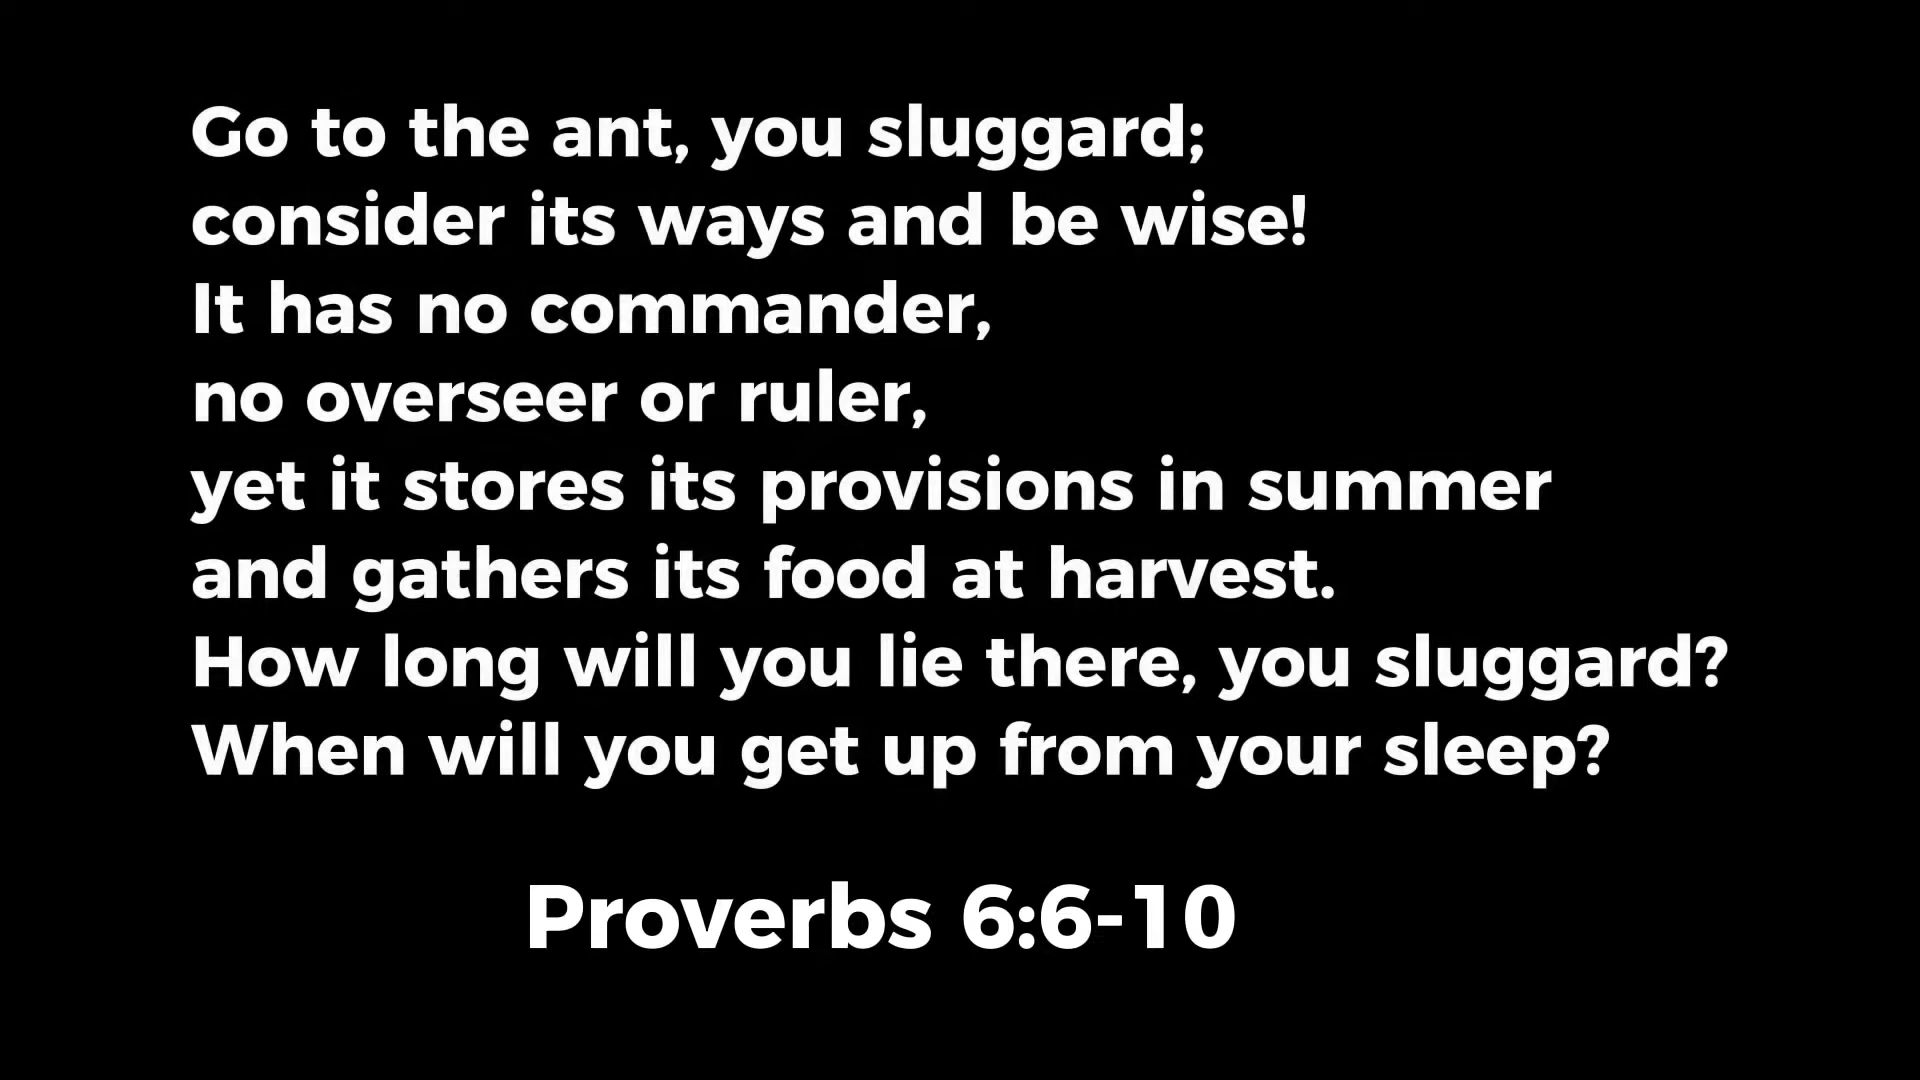 Go to the ant, you sluggard;
consider its ways and be wise!
It has no commander,
no overseer or ruler,
yet it stores its provisions in summer
and gathers its food at harvest.
How long will you lie there, you sluggard?
When will you get up from your sleep?
Proverbs 6:6-10